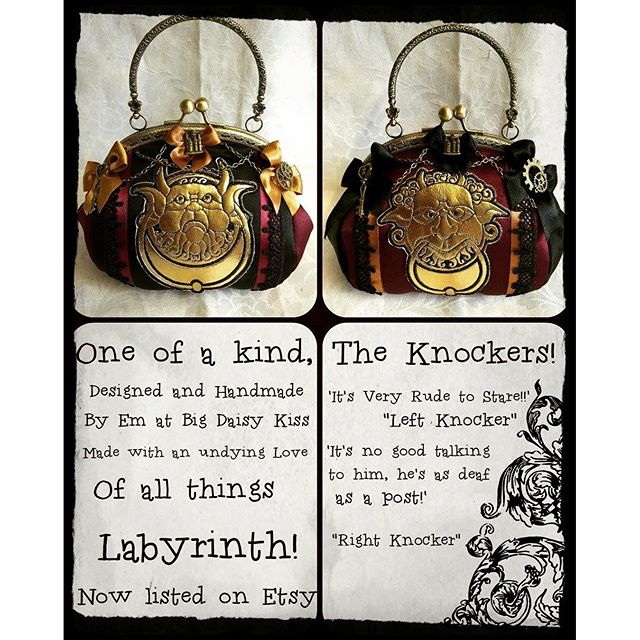 One of a kind,
Designed and Handmade
By Em at Big Daisy Kiss
Made with an undying Love
Of all things
Labyrinth!
Now listed on Etsy
The Knockers!
'It's Very Rude to Stare!!'
"Left Knocker"
'It's no good talking
to him, he's as deaf
as a post!'
"Right Knocker"